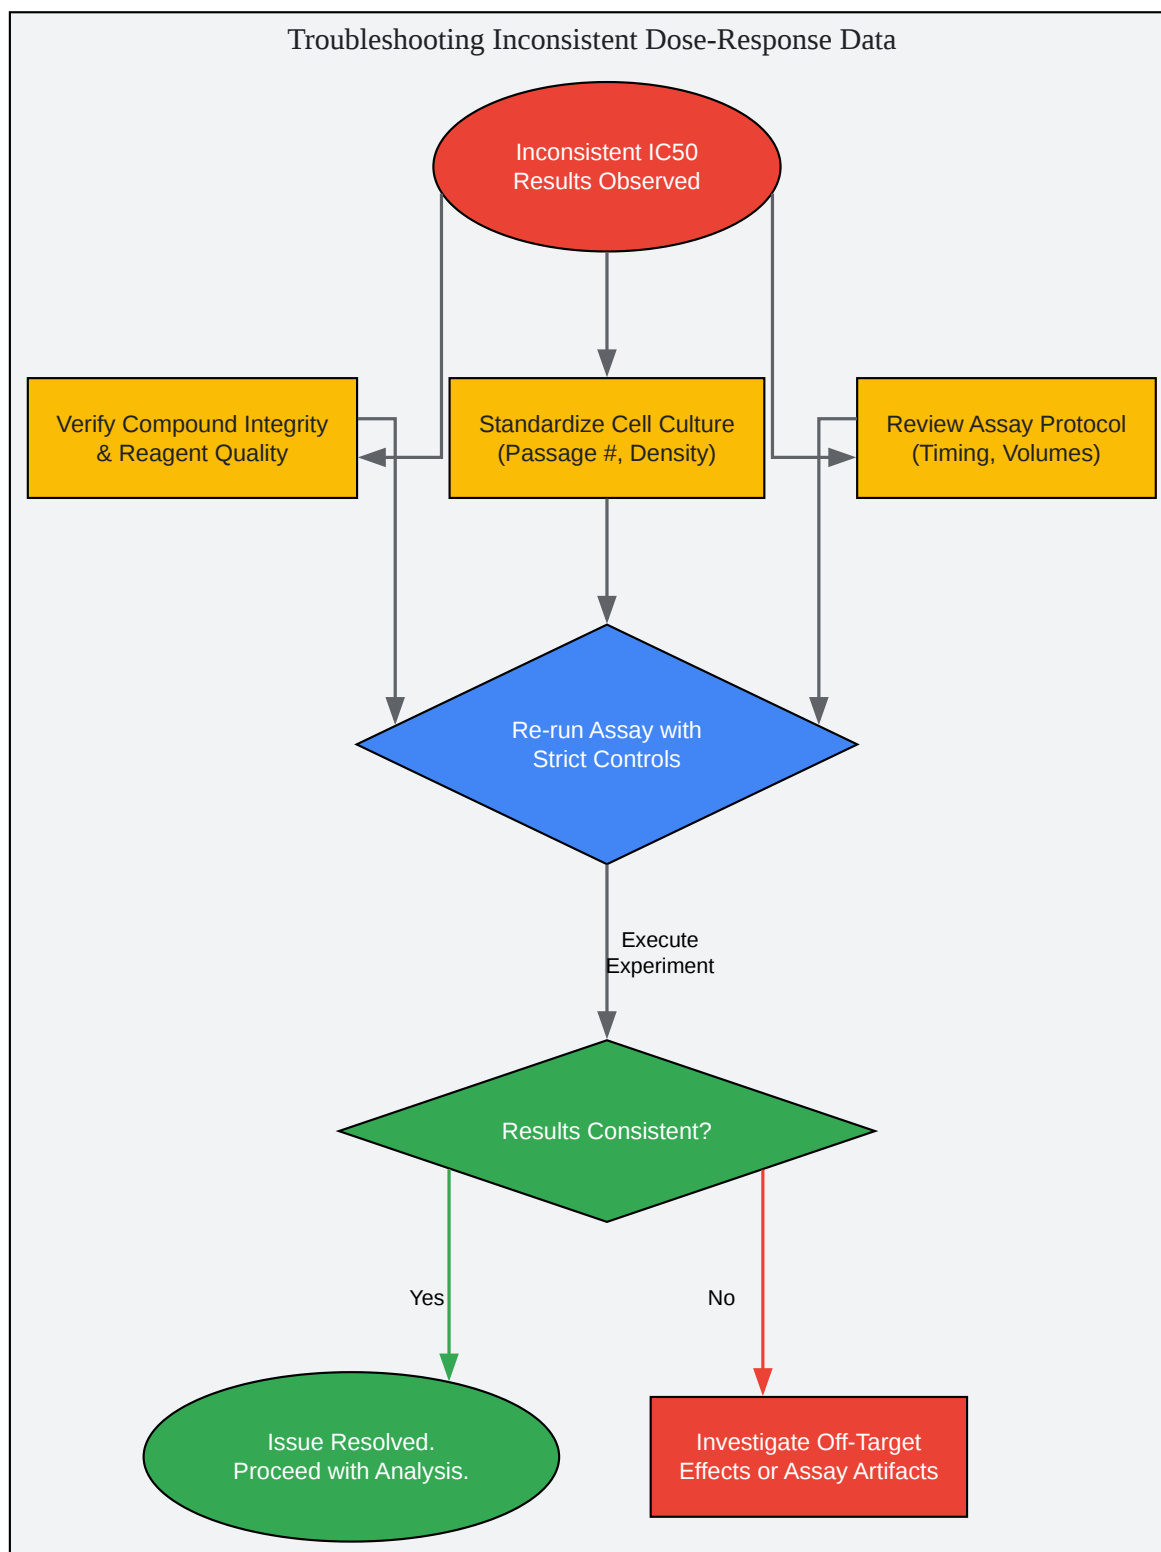 Troubleshooting Inconsistent Dose-Response Data
Inconsistent IC50
Results Observed
Verify Compound Integrity
& Reagent Quality
Standardize Cell Culture
(Passage #, Density)
Review Assay Protocol
(Timing, Volumes)
Re-run Assay with
Strict Controls
Execute
Experiment
Results Consistent?
Yes
No
Issue Resolved.
Proceed with Analysis.
Investigate Off-Target
Effects or Assay Artifacts